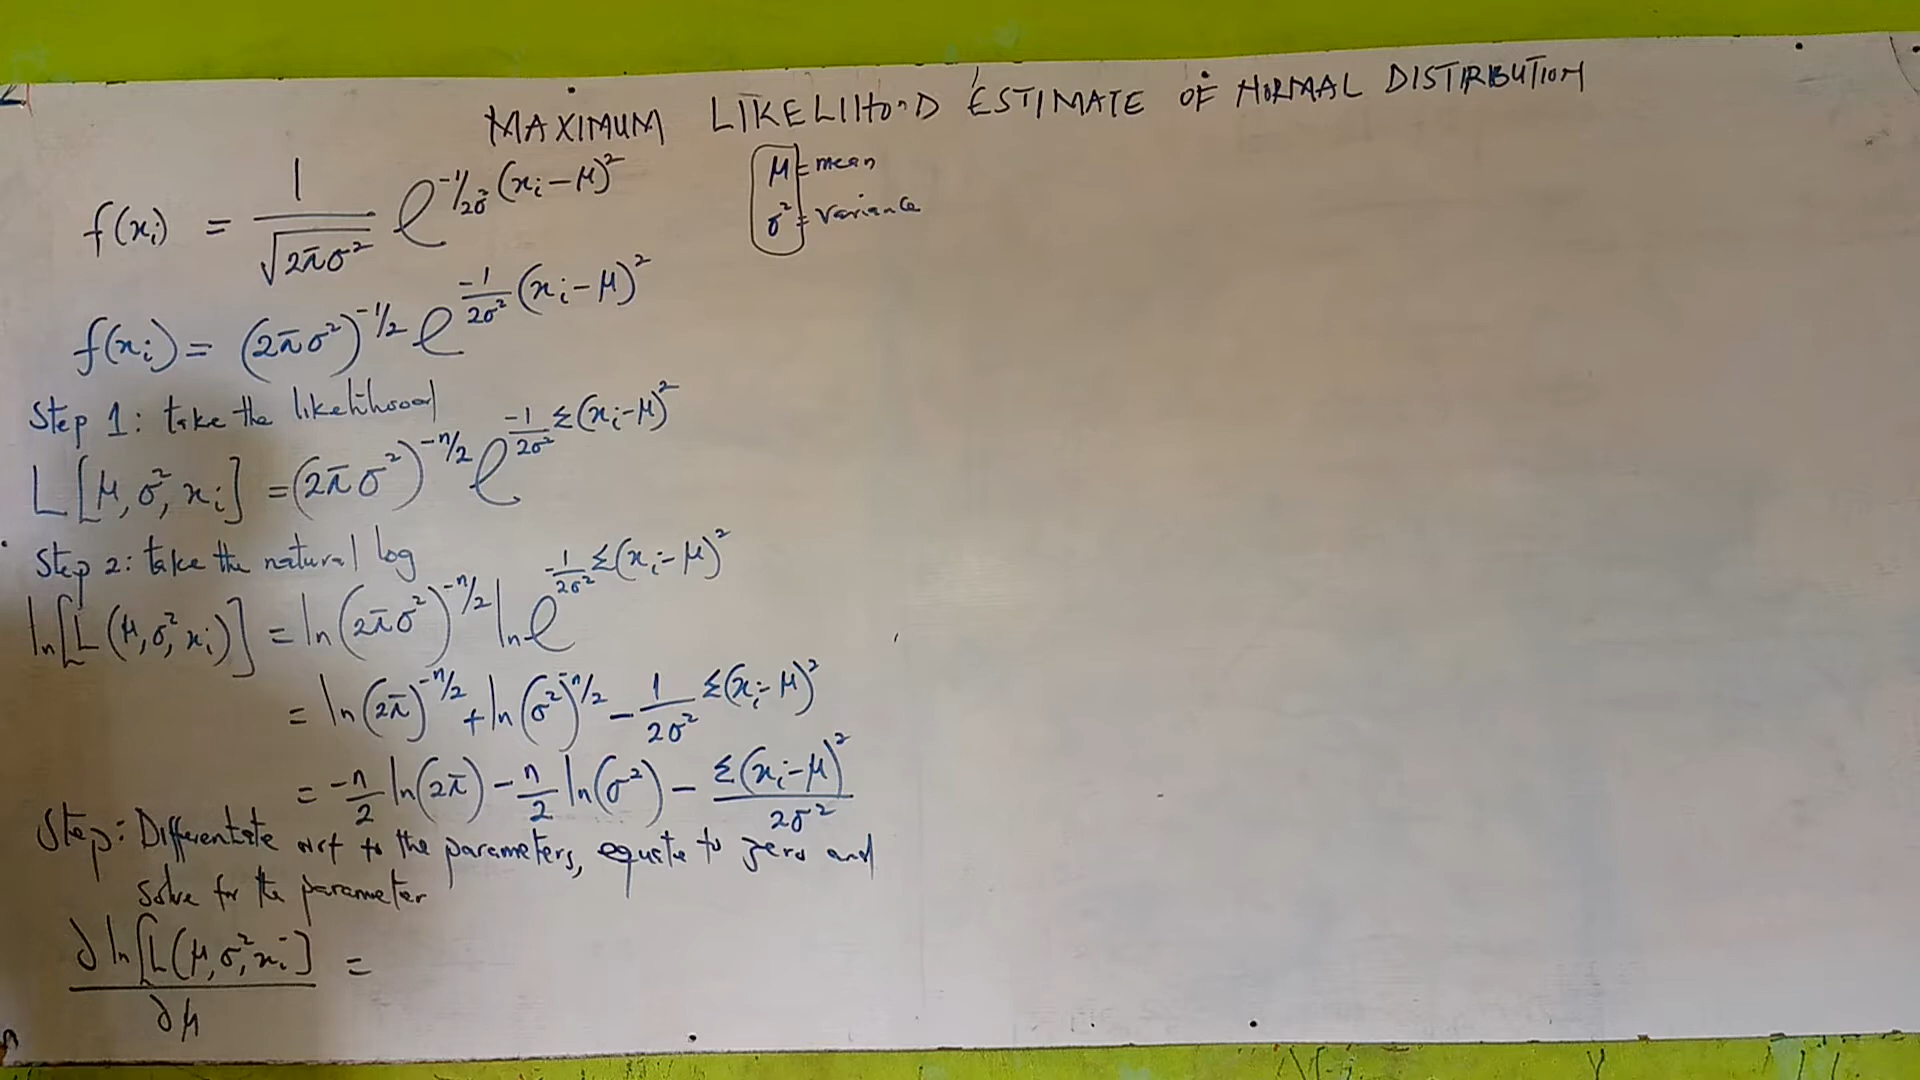 MAXIMUM LIKELIHOOD ESTIMATE OF NORMAL DISTRIBUTION
f(xᵢ) = 1/√(2πσ²) e^(-1/2σ² (xᵢ-μ)²)
μ = mean
σ² = variance
f(xᵢ) = (2πσ²)^(-1/2) e^(-1/2σ² (xᵢ-μ)²)
Step 1: take the likelihood
L[μ, σ², xᵢ] = (2πσ²)^(-n/2) e^(-1/2σ² Σ(xᵢ-μ)²)
Step 2: take the natural log
ln[L(μ, σ², xᵢ)] = ln(2πσ²)^(-n/2) ln e^(-1/2σ² Σ(xᵢ-μ)²)
= ln(2π)^(-n/2) + ln(σ²)^(-n/2) - 1/2σ² Σ(xᵢ-μ)²
= -n/2 ln(2π) - n/2 ln(σ²) - Σ(xᵢ-μ)²/2σ²
Step: Differentiate wrt to the parameters, equate to zero and
solve for the parameter
∂ ln[L(μ, σ², xᵢ]/∂μ =